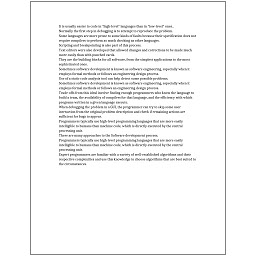 It is usually easier to code in "high-level" languages than in "low-level" ones.
Normally the first step in debugging is to attempt to reproduce the problem.
Some languages are more prone to some kinds of faults because their specification does not
require compilers to perform as much checking as other languages.
Scripting and breakpointing is also part of this process.
Text editors were also developed that allowed changes and corrections to be made much
more easily than with punched cards.
They are the building blocks for all software, from the simplest applications to the most
sophisticated ones.
Sometimes software development is known as software engineering, especially when it
employs formal methods or follows an engineering design process.
Use of a static code analysis tool can help detect some possible problems.
Sometimes software development is known as software engineering, especially when it
employs formal methods or follows an engineering design process.
Trade-offs from this ideal involve finding enough programmers who know the language to
build a team, the availability of compilers for that language, and the efficiency with which
programs written in a given language execute.
When debugging the problem in a GUI, the programmer can try to skip some user
interaction from the original problem description and check if remaining actions are
sufficient for bugs to appear.
Programmers typically use high-level programming languages that are more easily
intelligible to humans than machine code, which is directly executed by the central
processing unit.
There are many approaches to the Software development process.
Programmers typically use high-level programming languages that are more easily
intelligible to humans than machine code, which is directly executed by the central
processing unit.
Expert programmers are familiar with a variety of well-established algorithms and their
respective complexities and use this knowledge to choose algorithms that are best suited to
the circumstances.